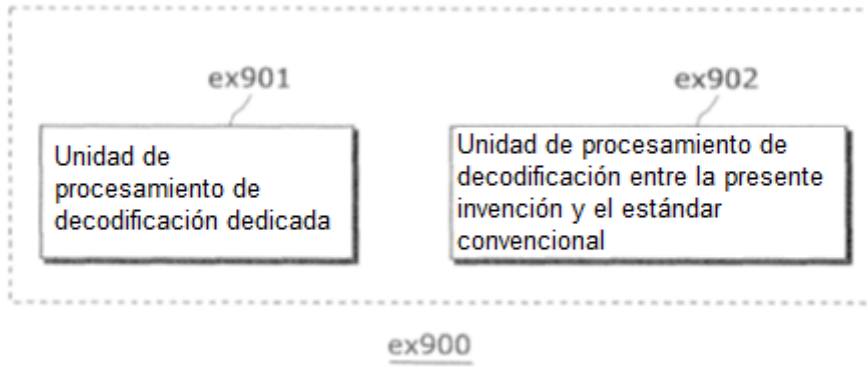 ex901
ex902
Unidad de
procesamiento de
decodificación dedicada
Unidad de procesamiento de
decodificación entre la presente
invención y el estándar
convencional
ex900